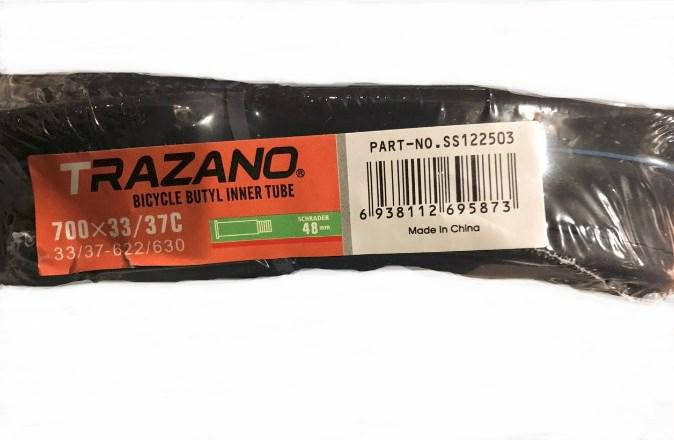 TRAZANO®
BICYCLE BUTYL INNER TUBE
700×33/37C
33/37-622/630
SCHRADER
48mm
PART-NO.SS122503
6 938112 695873
Made in China